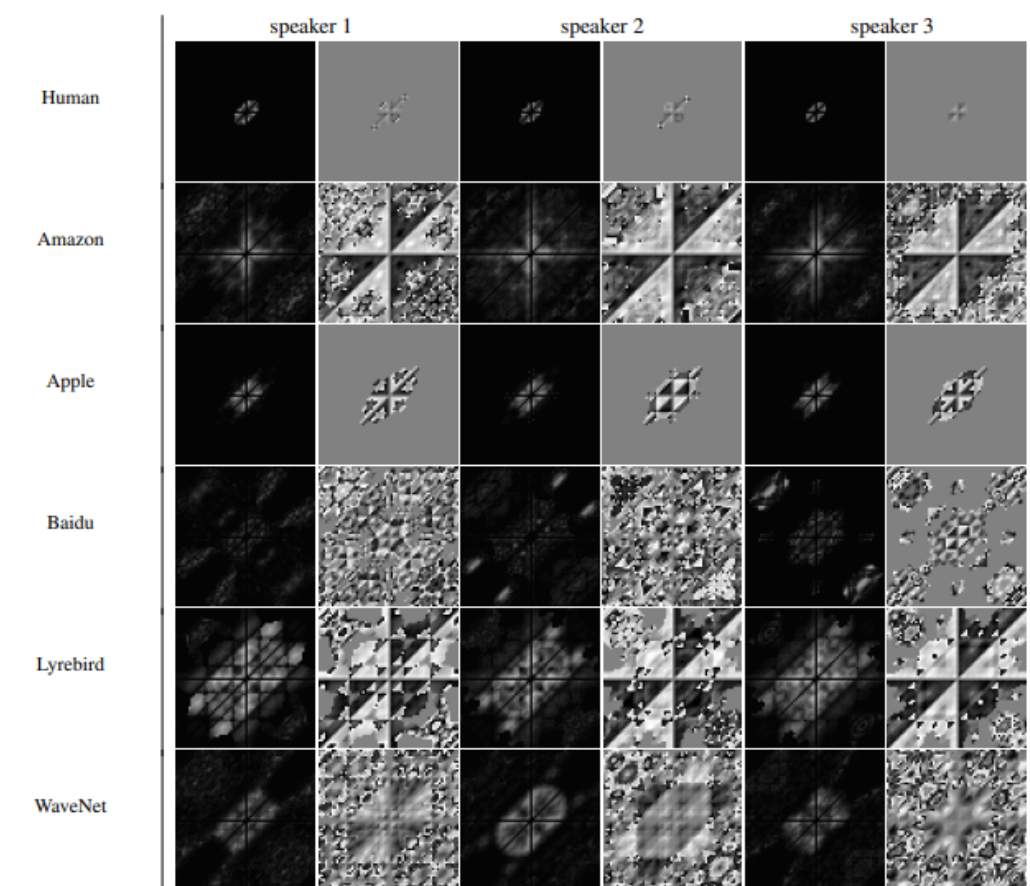 speaker 1 speaker 2 speaker 3
Human
Amazon
Apple
Baidu
Lyrebird
WaveNet